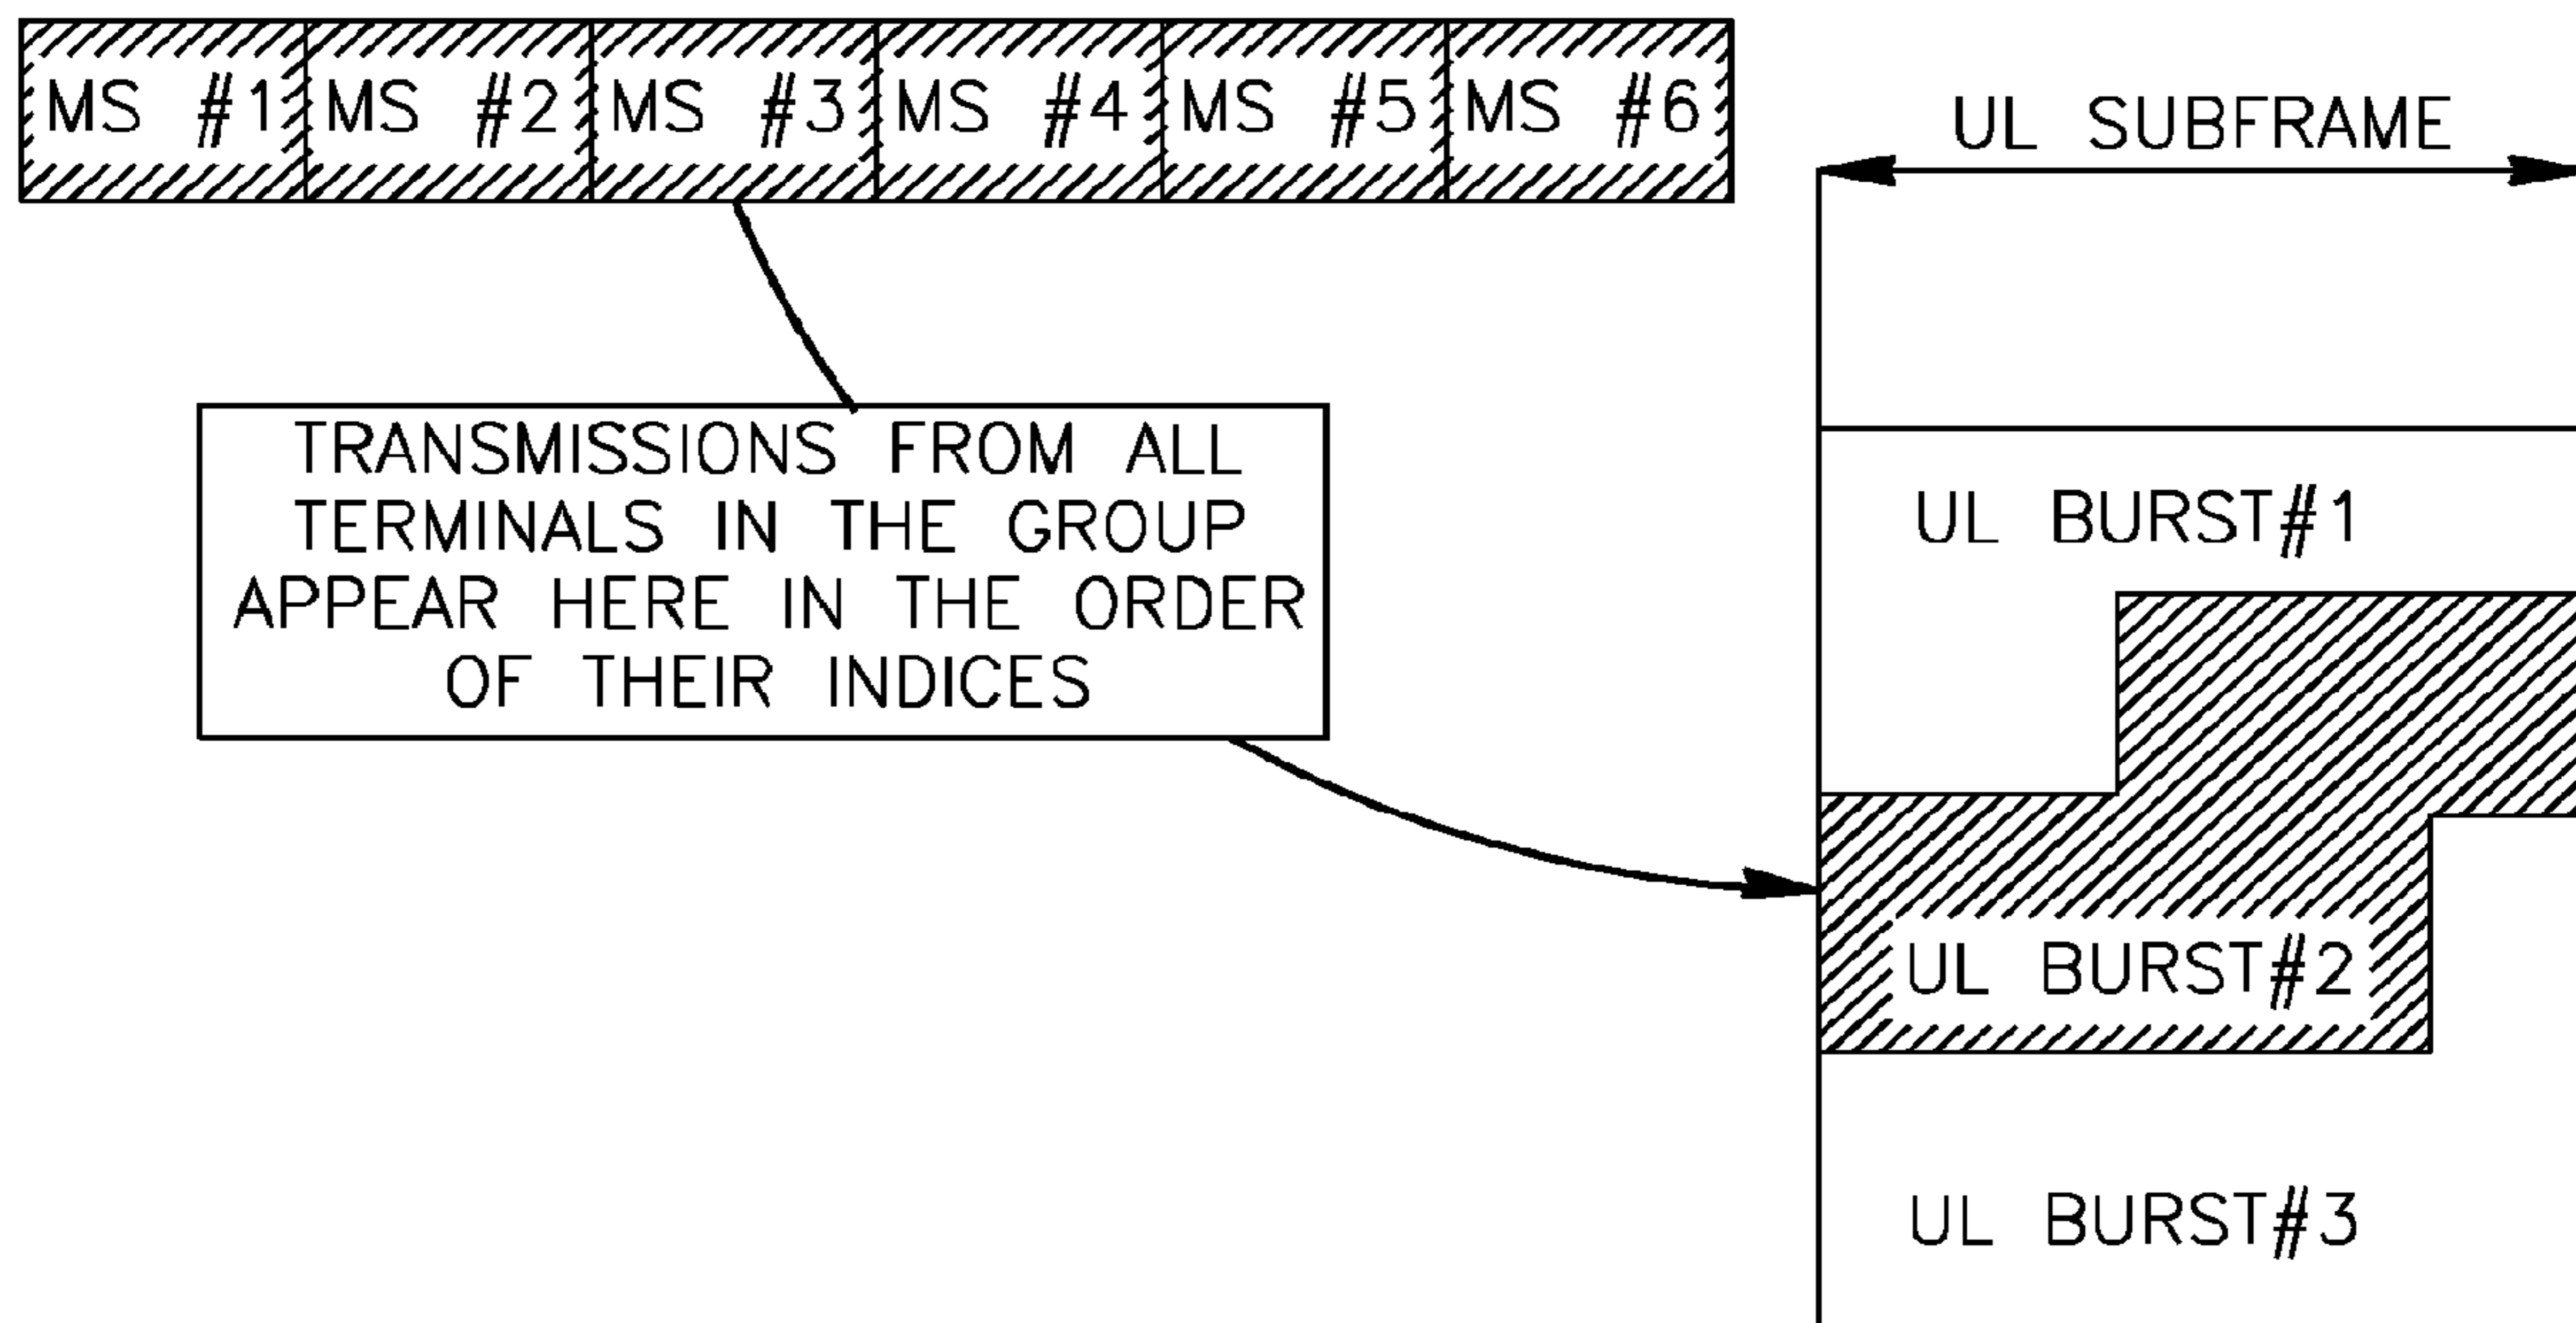 MS #1 MS #2 MS #3 MS #4 MS #5 MS #6
UL SUBFRAME
TRANSMISSIONS FROM ALL
TERMINALS IN THE GROUP
APPEAR HERE IN THE ORDER
OF THEIR INDICES
UL BURST#1
UL BURST#2
UL BURST#3